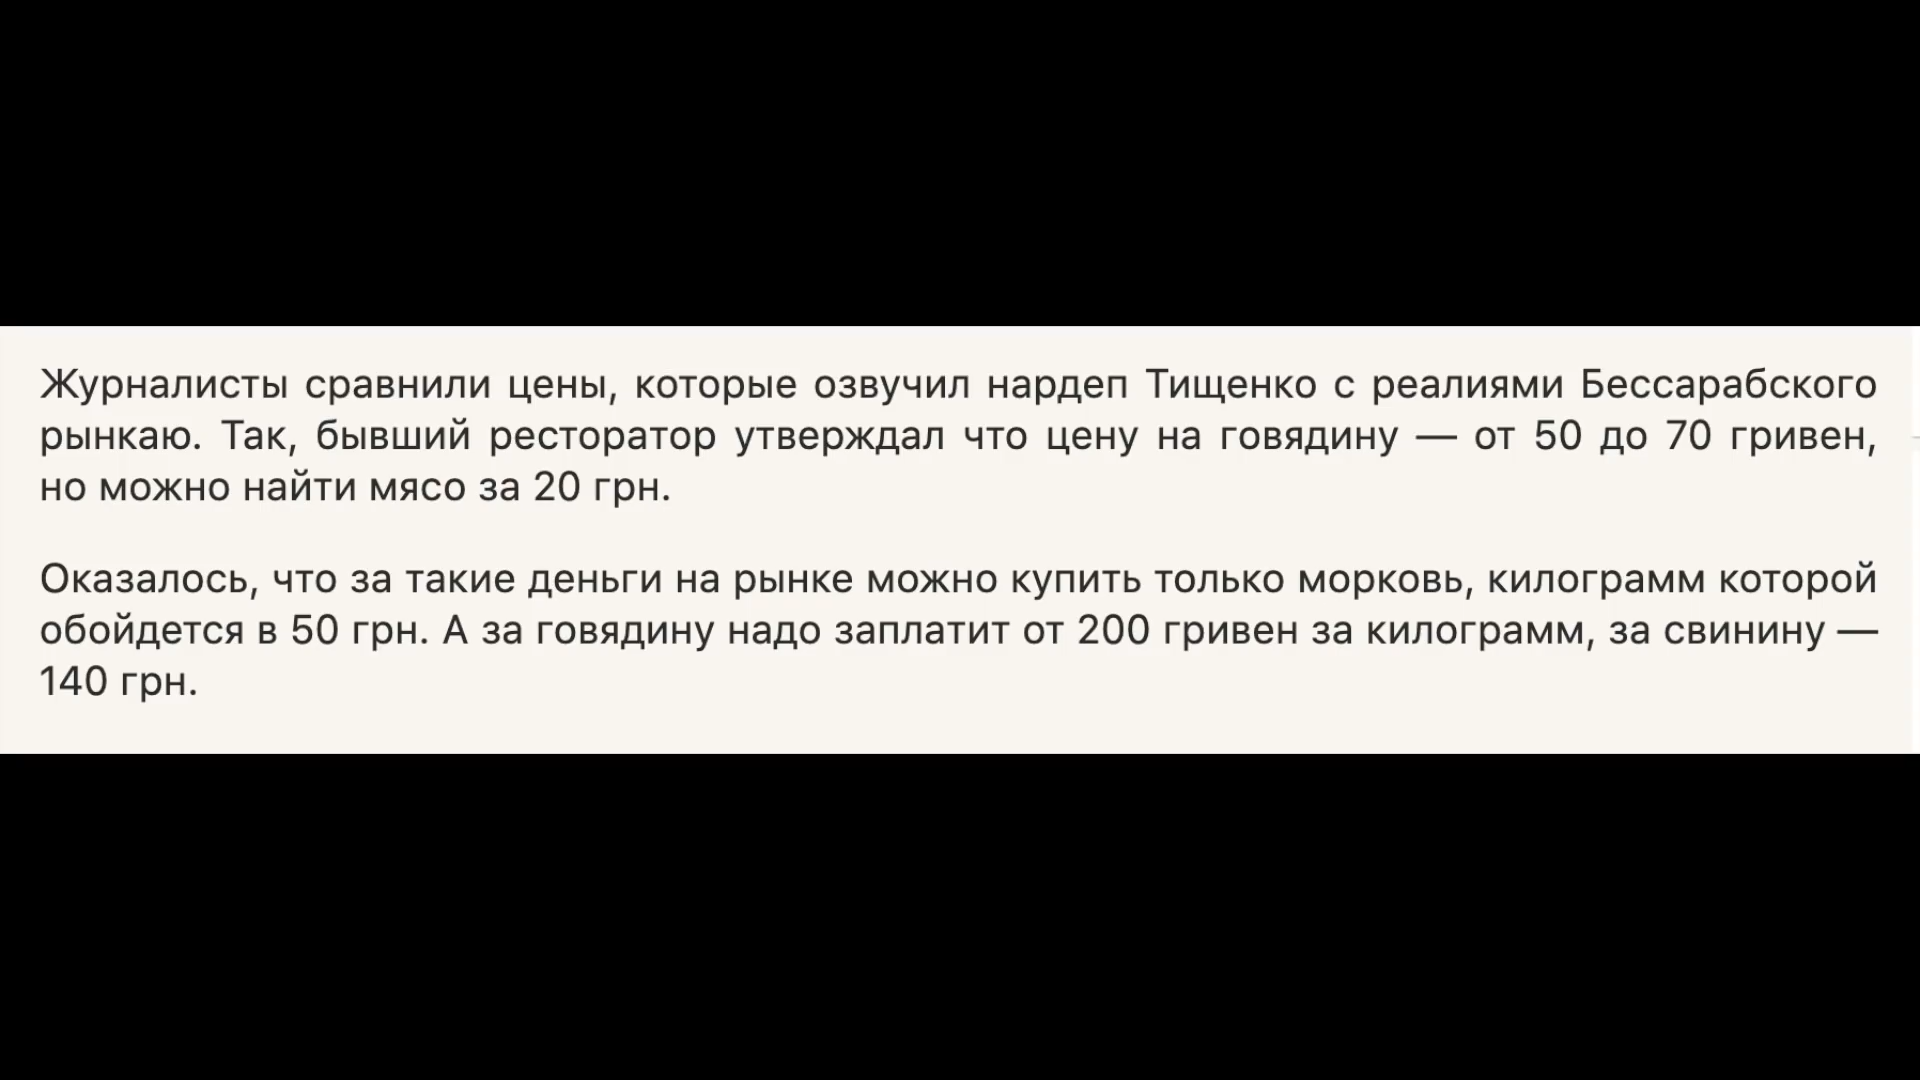 Журналисты сравнили цены, которые озвучил нардеп Тищенко с реалиями Бессарабского
рынкаю. Так, бывший ресторатор утверждал что цену на говядину — от 50 до 70 гривен,
но можно найти мясо за 20 грн.
Оказалось, что за такие деньги на рынке можно купить только морковь, килограмм которой
обойдется в 50 грн. А за говядину надо заплатит от 200 гривен за килограмм, за свинину —
140 грн.